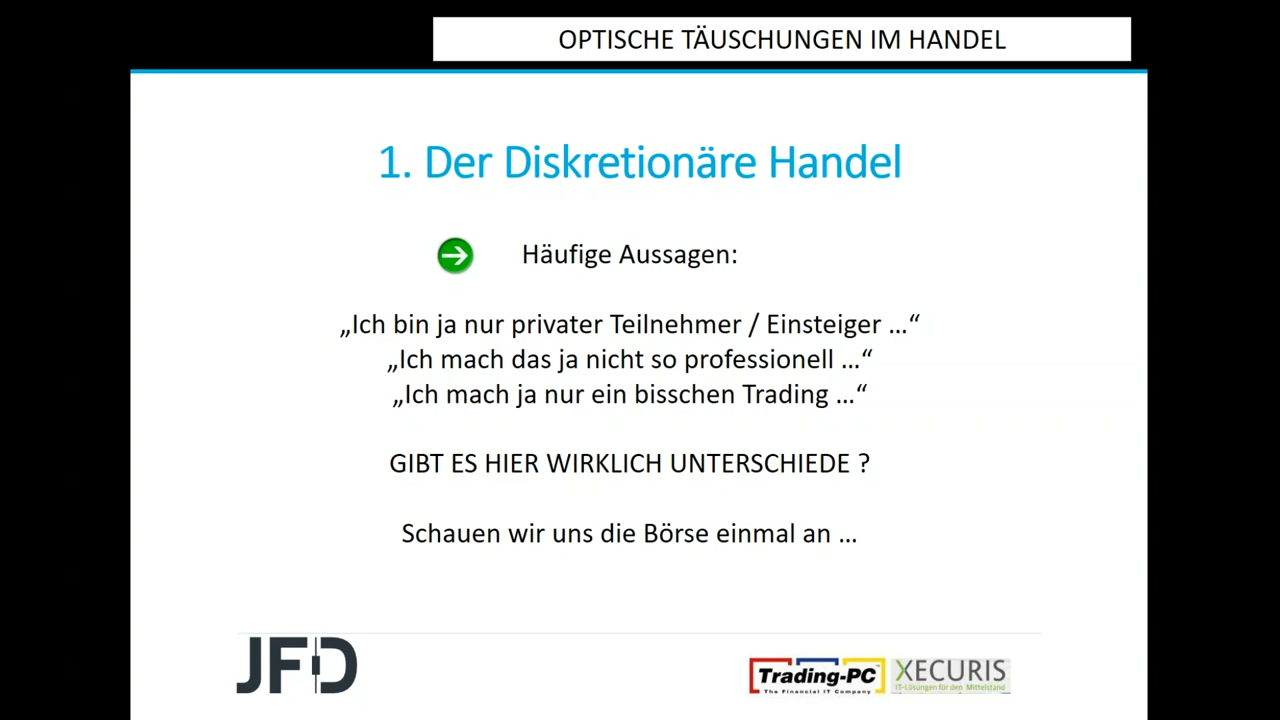 OPTISCHE TÄUSCHUNGEN IM HANDEL
1. Der Diskretionäre Handel
Häufige Aussagen:
„Ich bin ja nur privater Teilnehmer / Einsteiger …“
„Ich mach das ja nicht so professionell …“
„Ich mach ja nur ein bisschen Trading …“
GIBT ES HIER WIRKLICH UNTERSCHIEDE ?
Schauen wir uns die Börse einmal an …
JFD
Trading-PC
The Financial IT Company
XECURIS
IT-Lösungen für den Mittelstand